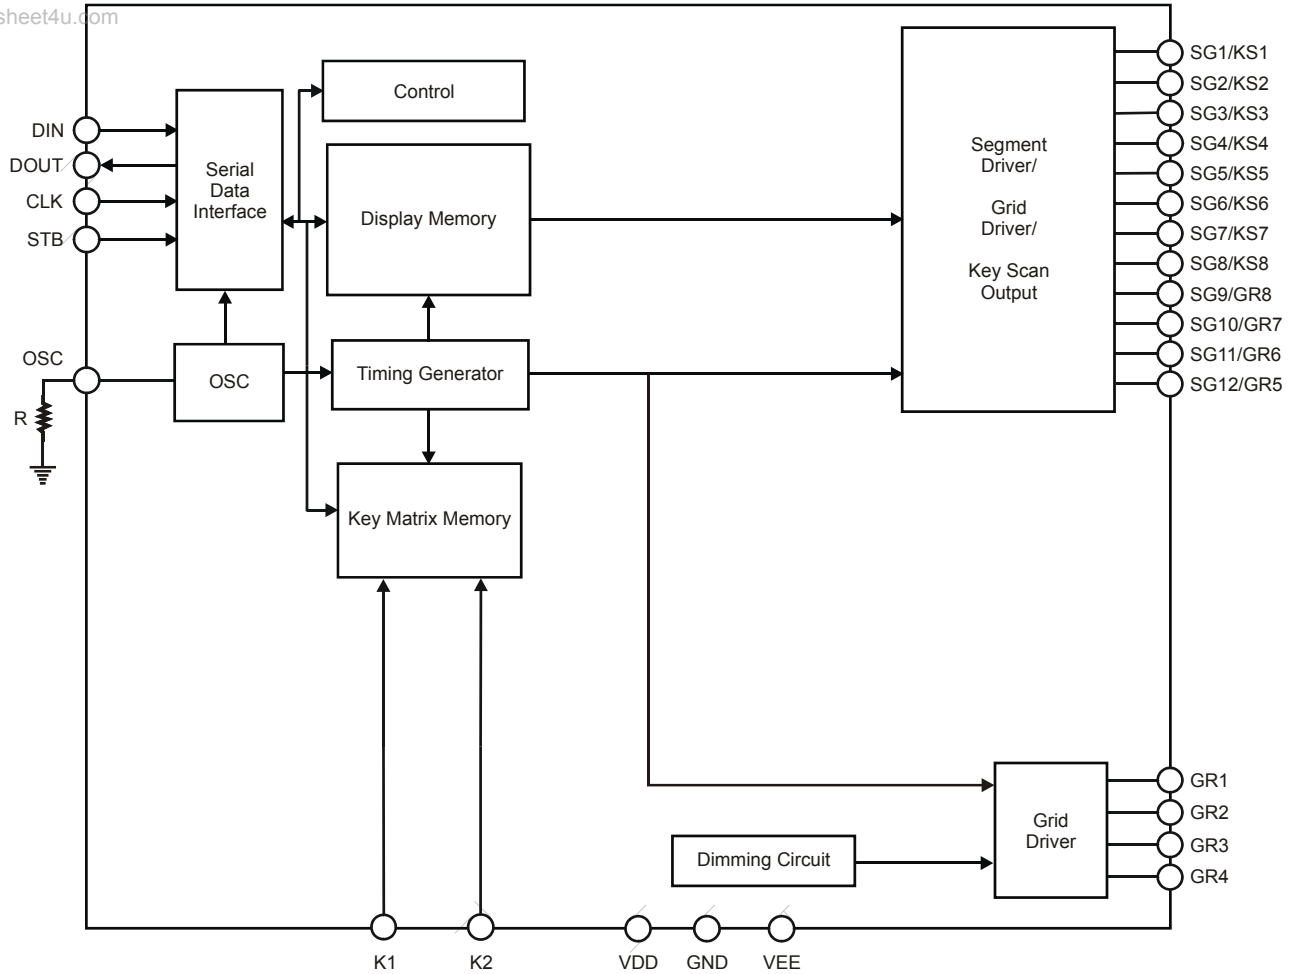 sheet4u.com
Control
DIN
DOUT
CLK
STB
Serial
Data
Interface
Display Memory
OSC
R
OSC
Timing Generator
Key Matrix Memory
Segment
Driver/
Grid
Driver/
Key Scan
Output
SG1/KS1
SG2/KS2
SG3/KS3
SG4/KS4
SG5/KS5
SG6/KS6
SG7/KS7
SG8/KS8
SG9/GR8
SG10/GR7
SG11/GR6
SG12/GR5
Dimming Circuit
Grid
Driver
GR1
GR2
GR3
GR4
K1
K2
VDD
GND
VEE